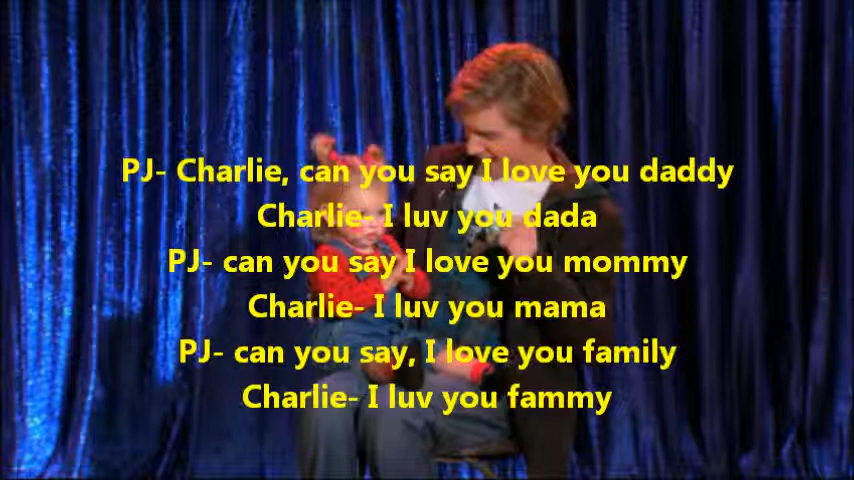 PJ- Charlie, can you say I love you daddy
Charlie- I luv you dada
PJ- can you say I love you mommy
Charlie- I luv you mama
PJ- can you say, I love you family
Charlie- I luv you fammy